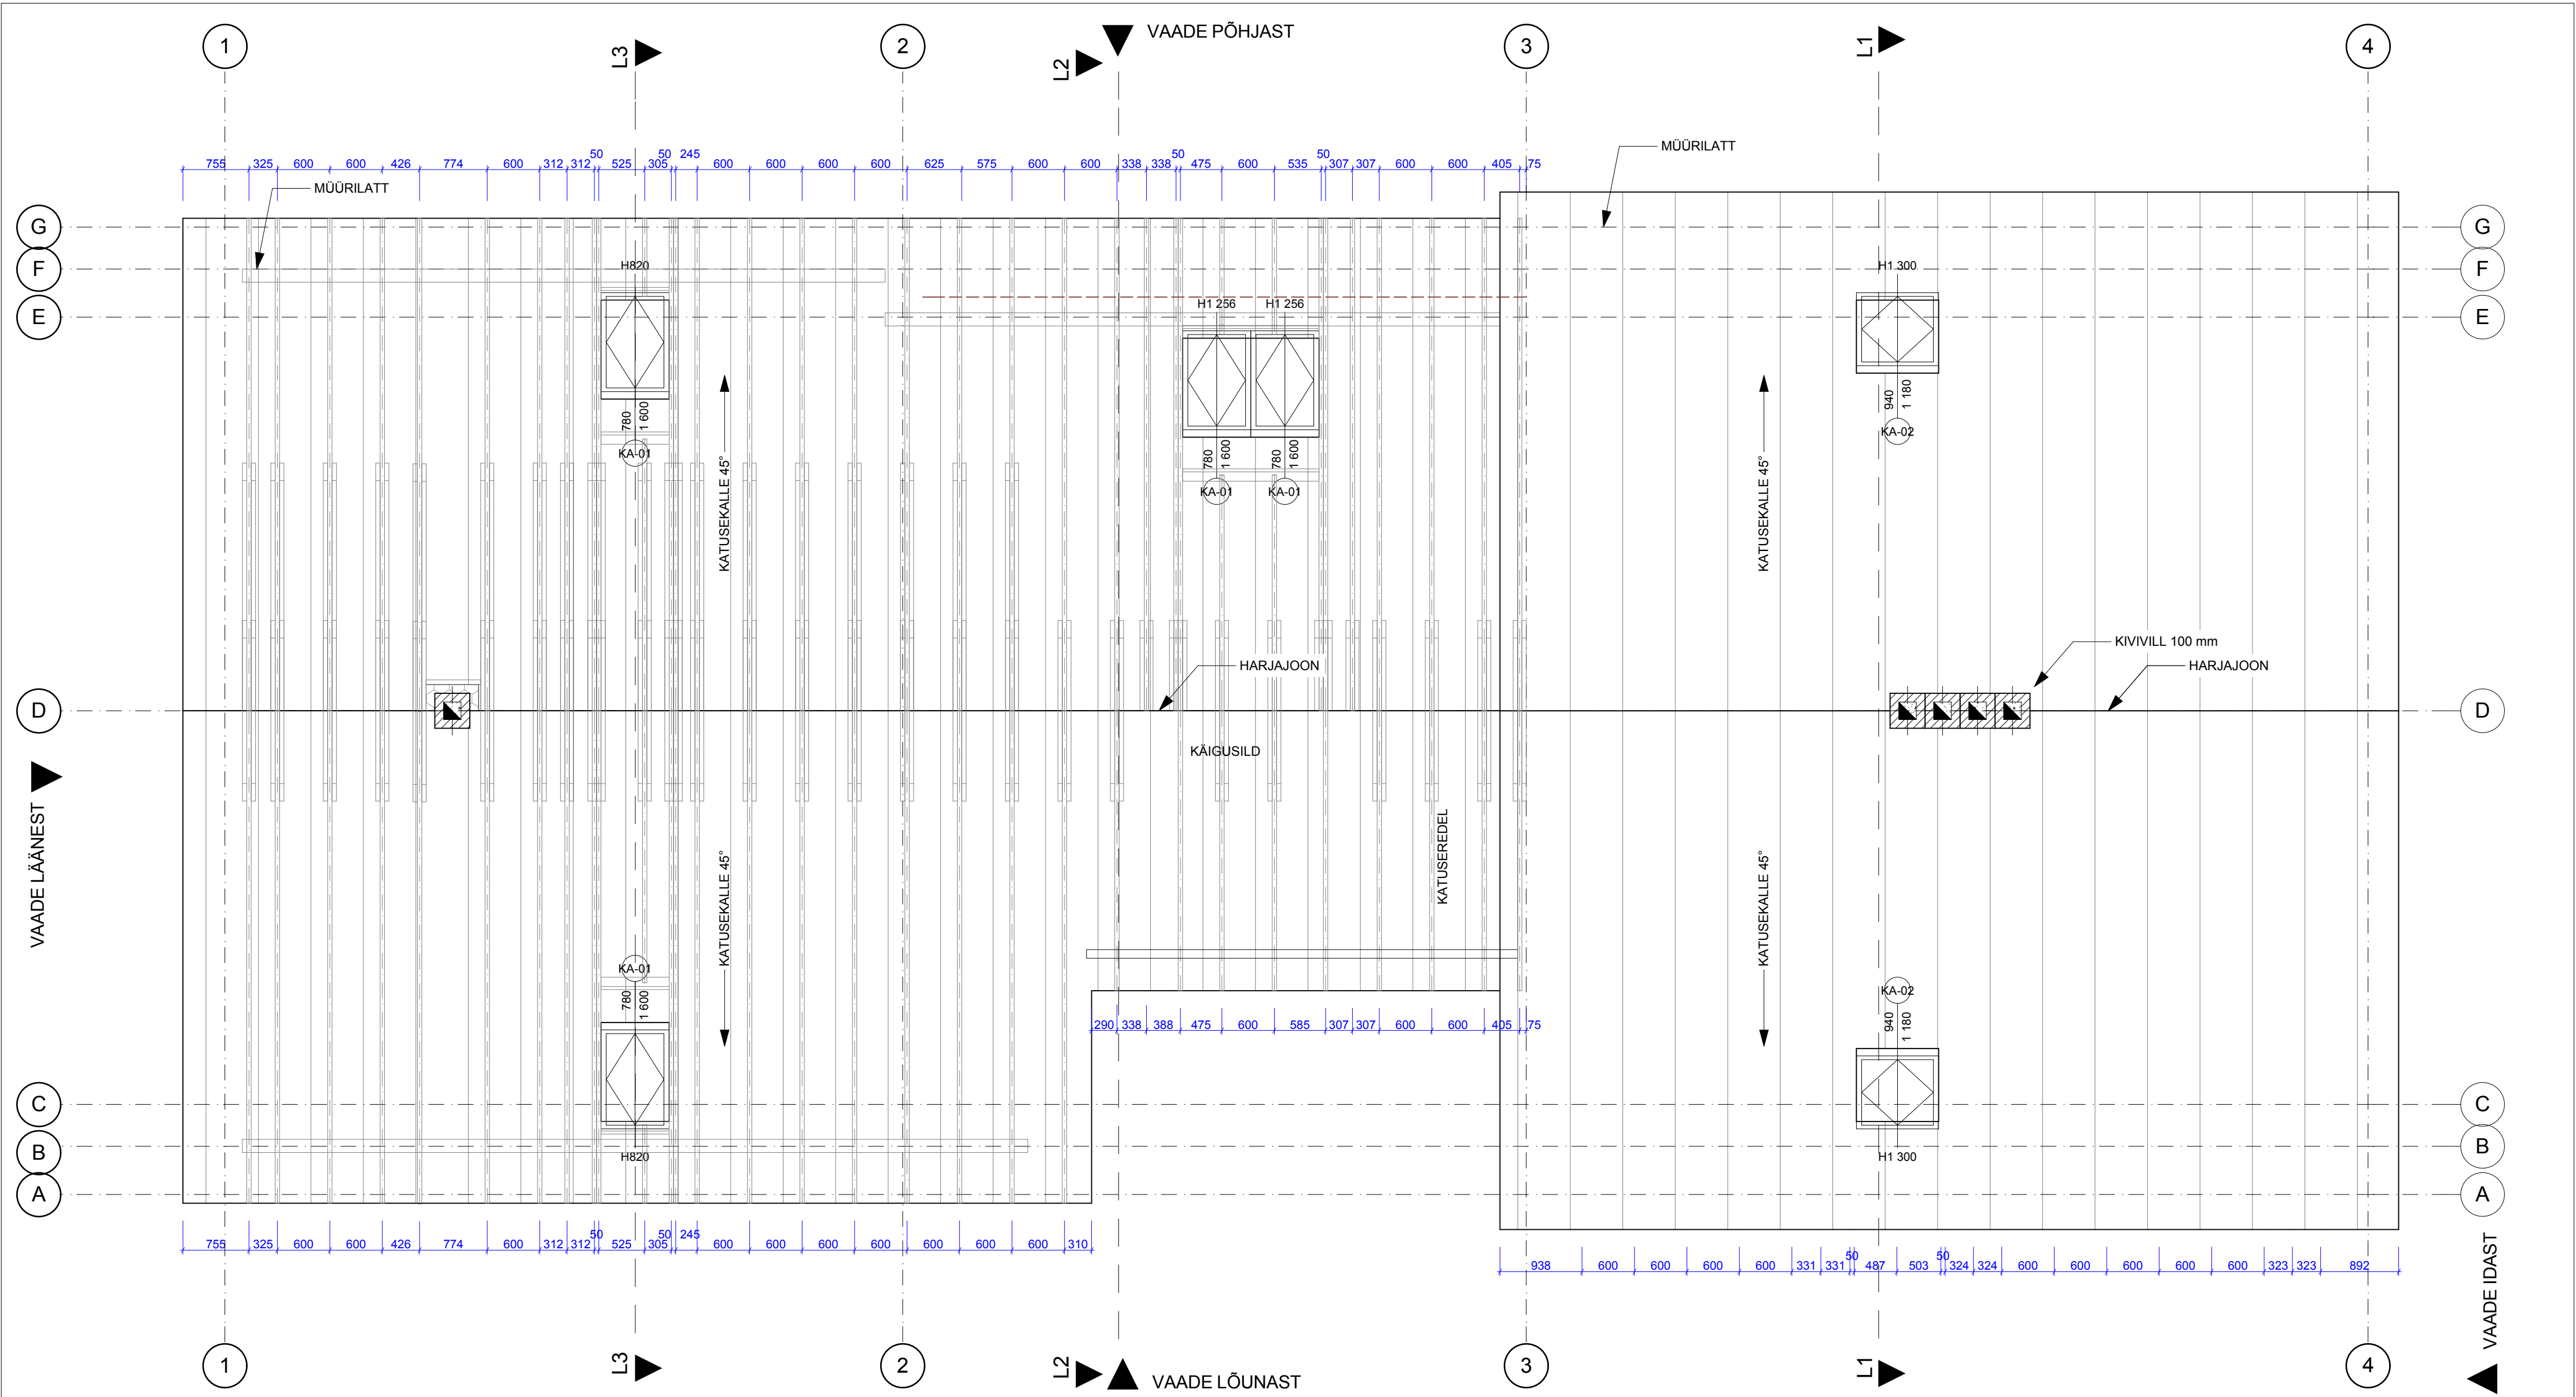 1
L3
2
L2
VAADE PÕHJAST
3
L1
4
755 325 600 600 426 774 600 312 312 50 525 305 50 245 600 600 600 600 625 575 600 600 338 338 50 475 600 535 50 307 307 600 600 405 75
MÜÜRILATT
MÜÜRILATT
G
G
F
H820
H1 300
F
E
H1 256
H1 256
E
780
1 600
KA-01
940
1 180
KA-02
780
1 600
KA-01
780
1 600
KA-01
KATUSEKALLE 45°
KATUSEKALLE 45°
KIVIVILL 100 mm
HARJAJOON
HARJAJOON
D
D
KÄIGUSILD
VAADE LÄÄNEST
KATUSEREDEL
KATUSEKALLE 45°
KATUSEKALLE 45°
KA-01
780
1 600
KA-02
940
1 180
290 338 388 475 600 585 307 307 600 600 405 75
C
C
B
H820
H1 300
B
A
A
755 325 600 600 426 774 600 312 312 50 525 305 50 245 600 600 600 600 600 600 600 310
938 600 600 600 600 331 331 50 487 503 50 324 324 600 600 600 600 600 323 323 892
VAADE IDAST
1
L3
2
L2
VAADE LÕUNAST
3
L1
4